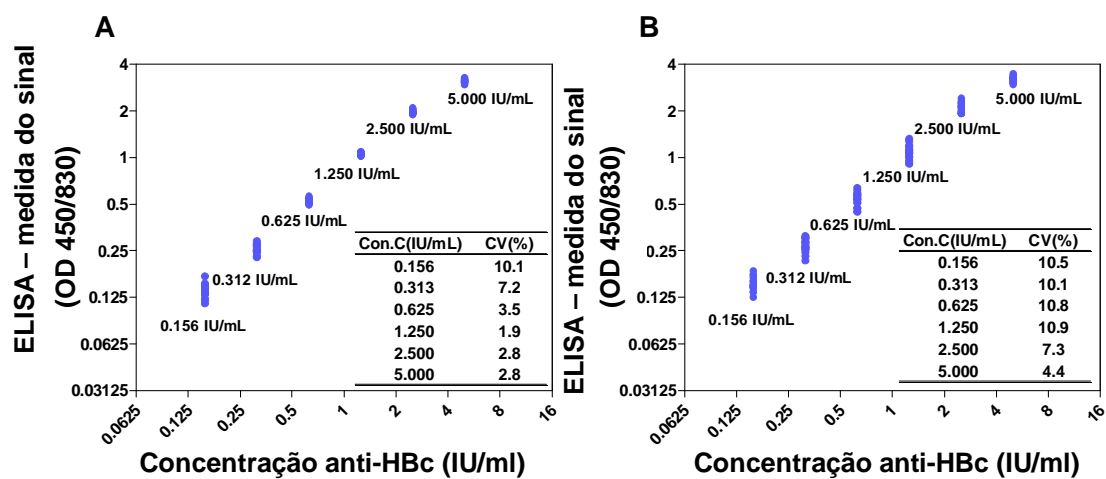 A
ELISA – medida do sinal
(OD 450/830)
4
2
1
0.5
0.25
0.125
0.0625
0.03125
5.000 IU/mL
2.500 IU/mL
1.250 IU/mL
0.625 IU/mL
0.312 IU/mL
0.156 IU/mL
Con.C(IU/mL) CV(%)
0.156 10.1
0.313 7.2
0.625 3.5
1.250 1.9
2.500 2.8
5.000 2.8
0.0625 0.125 0.25 0.5 1 2 4 8 16
Concentração anti-HBc (IU/ml)
B
ELISA – medida do sinal
(OD 450/830)
4
2
1
0.5
0.25
0.125
0.0625
0.03125
5.000 IU/mL
2.500 IU/mL
1.250 IU/mL
0.625 IU/mL
0.312 IU/mL
0.156 IU/mL
Con.C(IU/mL) CV(%)
0.156 10.5
0.313 10.1
0.625 10.8
1.250 10.9
2.500 7.3
5.000 4.4
0.0625 0.125 0.25 0.5 1 2 4 8 16
Concentração anti-HBc (IU/ml)